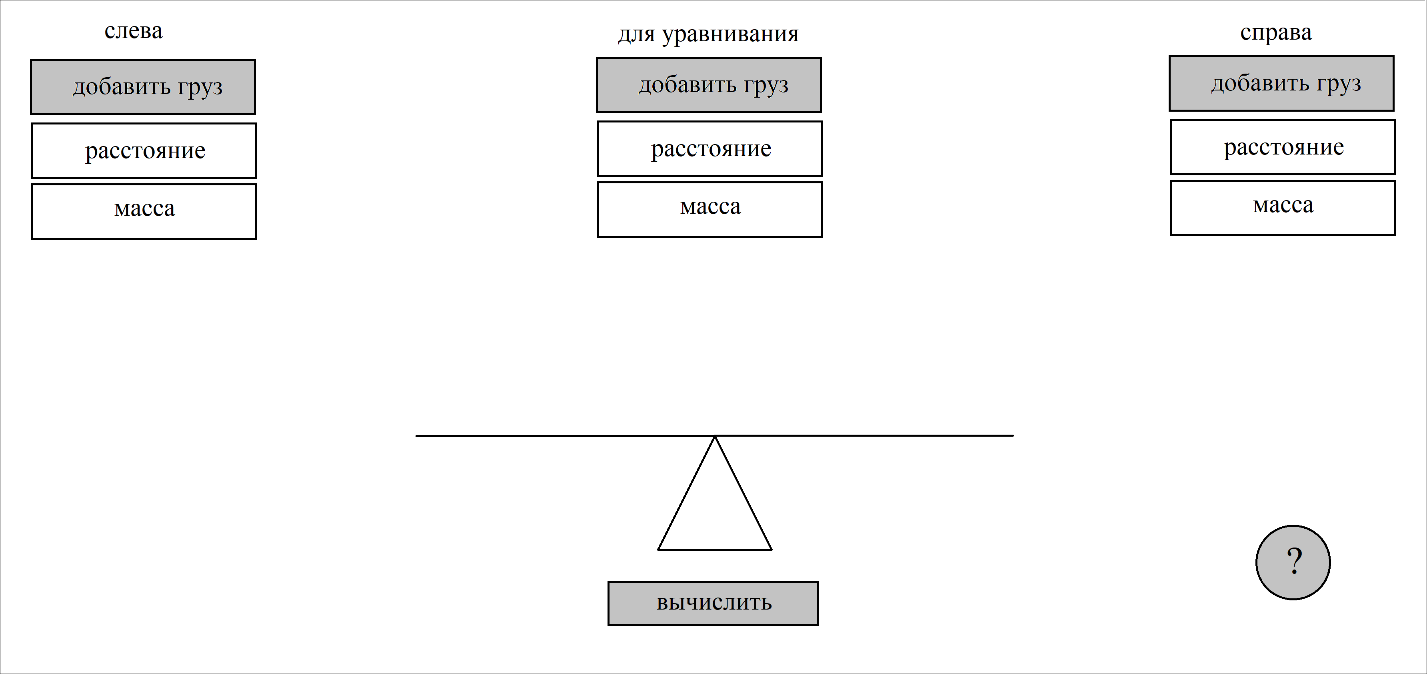 слева
для уравнивания
справа
добавить груз
добавить груз
добавить груз
расстояние
расстояние
расстояние
масса
масса
масса
?
вычислить